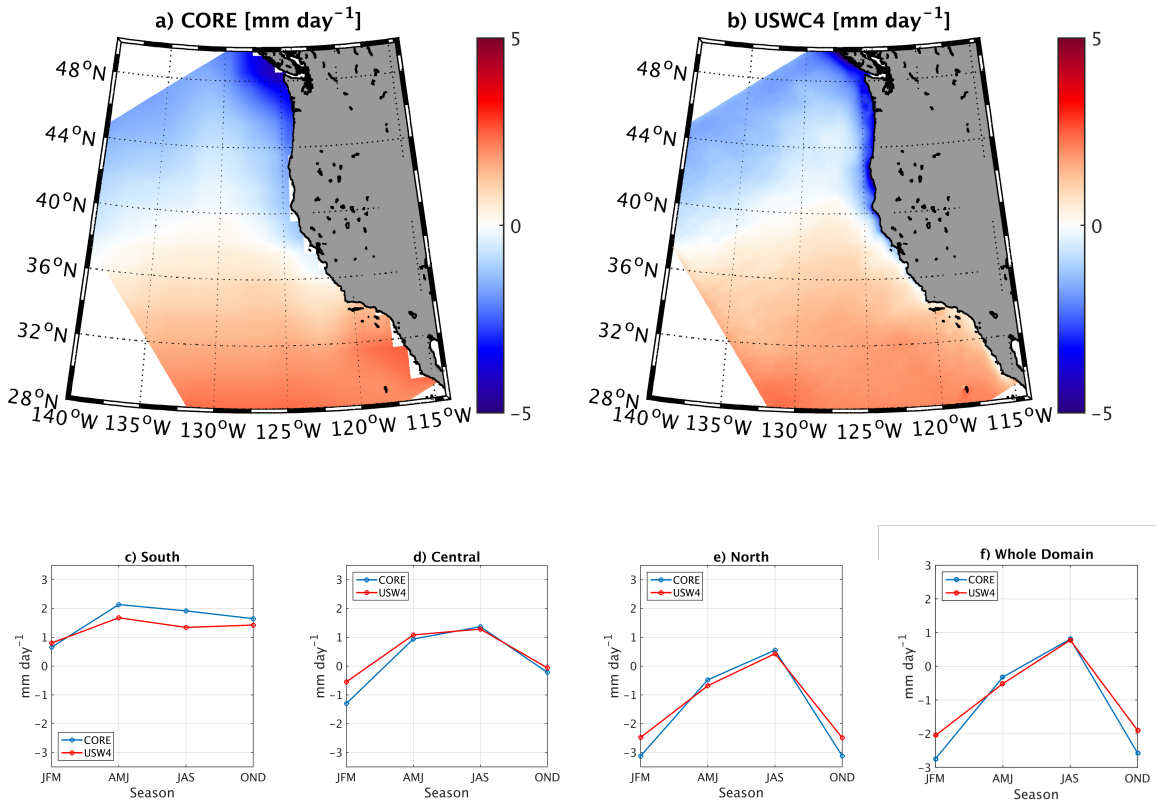 a) CORE [mm day⁻¹]
b) USWC4 [mm day⁻¹]
5
0
−5
48°N
44°N
40°N
36°N
32°N
28°N
140°W
135°W
130°W
125°W
120°W
115°W
5
0
−5
48°N
44°N
40°N
36°N
32°N
28°N
140°W
135°W
130°W
125°W
120°W
115°W
c) South
3
2
1
0
−1
−2
−3
mm day⁻¹
CORE
USW4
JFM AMJ JAS OND
Season
d) Central
3
2
1
0
−1
−2
−3
mm day⁻¹
CORE
USW4
JFM AMJ JAS OND
Season
e) North
3
2
1
0
−1
−2
−3
mm day⁻¹
CORE
USW4
JFM AMJ JAS OND
Season
f) Whole Domain
3
2
1
0
−1
−2
−3
mm day⁻¹
CORE
USW4
JFM AMJ JAS OND
Season